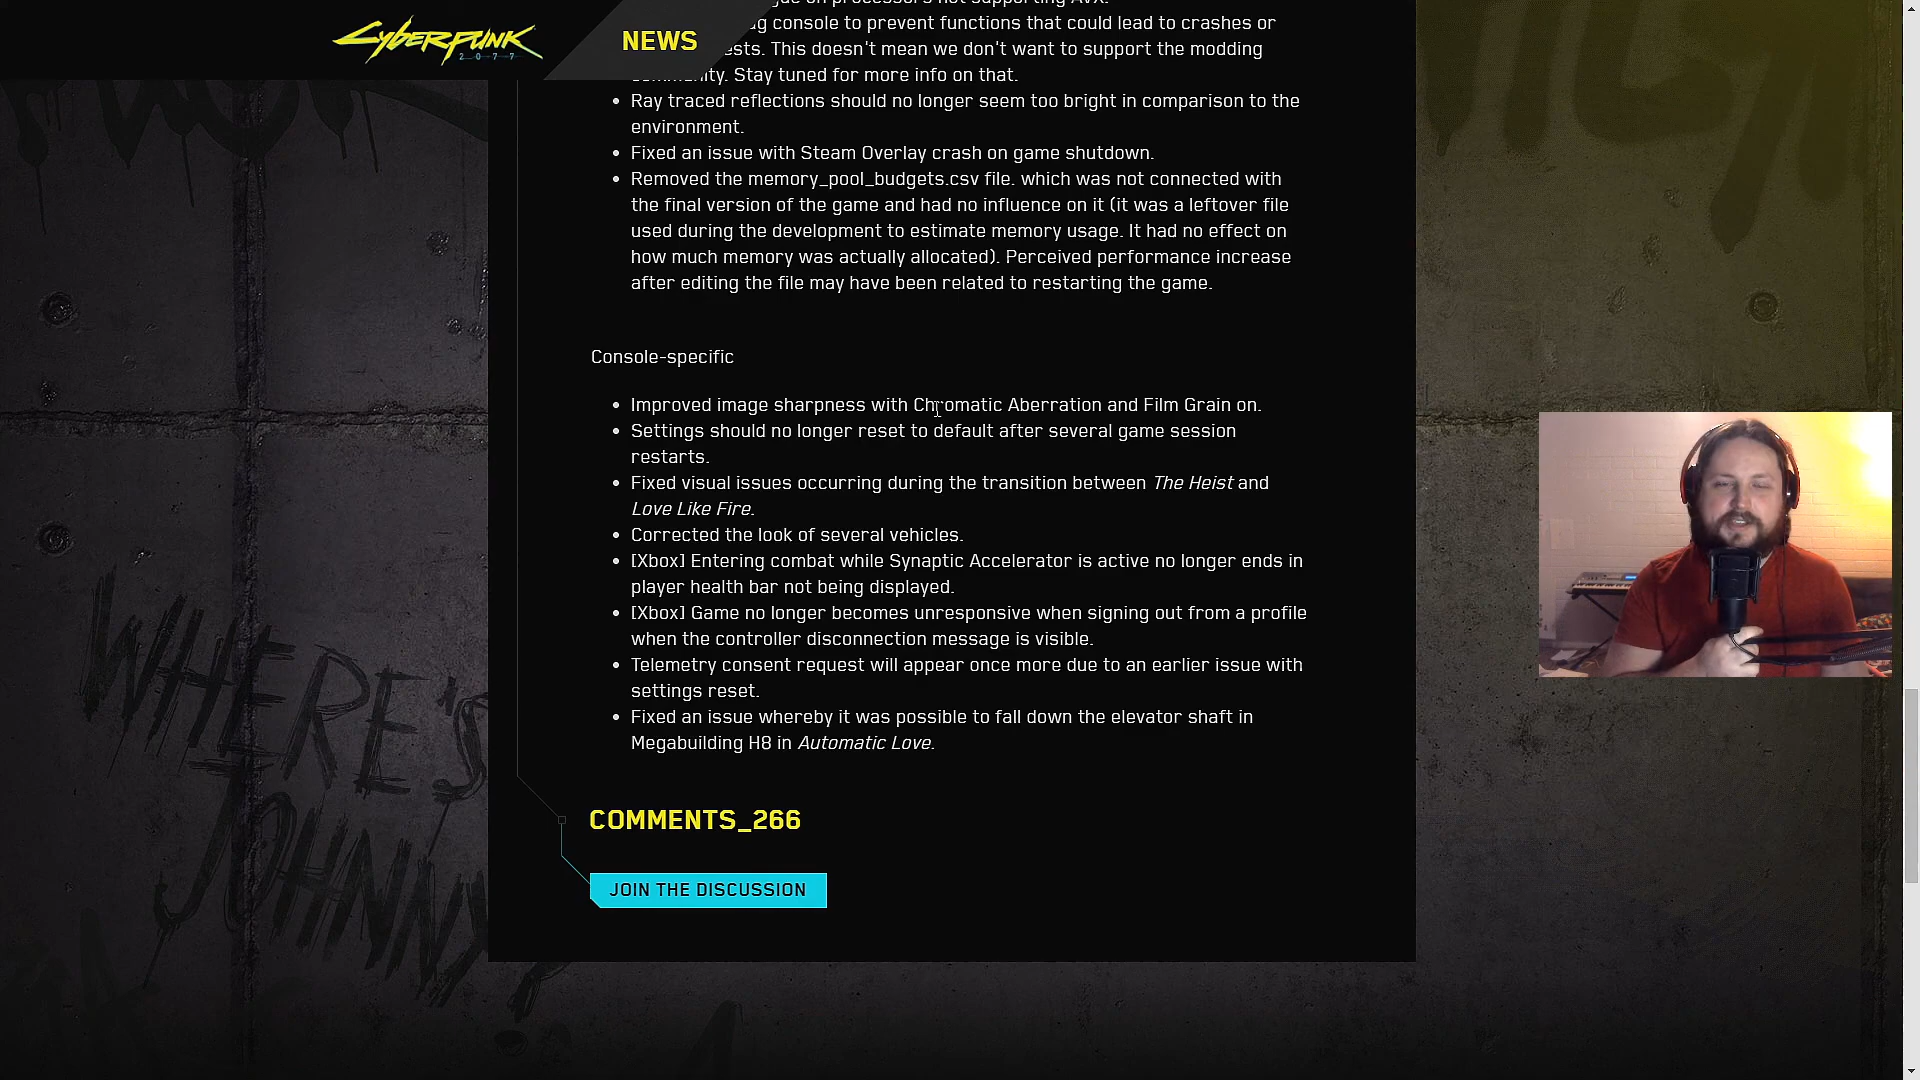 CYBERPUNK
2077
NEWS
on processors not supporting AVX.
console to prevent functions that could lead to crashes or
This doesn't mean we don't want to support the modding
Stay tuned for more info on that.
• Ray traced reflections should no longer seem too bright in comparison to the
environment.
• Fixed an issue with Steam Overlay crash on game shutdown.
• Removed the memory_pool_budgets.csv file. which was not connected with
the final version of the game and had no influence on it (it was a leftover file
used during the development to estimate memory usage. It had no effect on
how much memory was actually allocated). Perceived performance increase
after editing the file may have been related to restarting the game.
Console-specific
• Improved image sharpness with Chromatic Aberration and Film Grain on.
• Settings should no longer reset to default after several game session
restarts.
• Fixed visual issues occurring during the transition between The Heist and
Love Like Fire.
• Corrected the look of several vehicles.
• [Xbox] Entering combat while Synaptic Accelerator is active no longer ends in
player health bar not being displayed.
• [Xbox] Game no longer becomes unresponsive when signing out from a profile
when the controller disconnection message is visible.
• Telemetry consent request will appear once more due to an earlier issue with
settings reset.
• Fixed an issue whereby it was possible to fall down the elevator shaft in
Megabuilding H8 in Automatic Love.
WHERE'S
JOHNNY?
COMMENTS_266
JOIN THE DISCUSSION